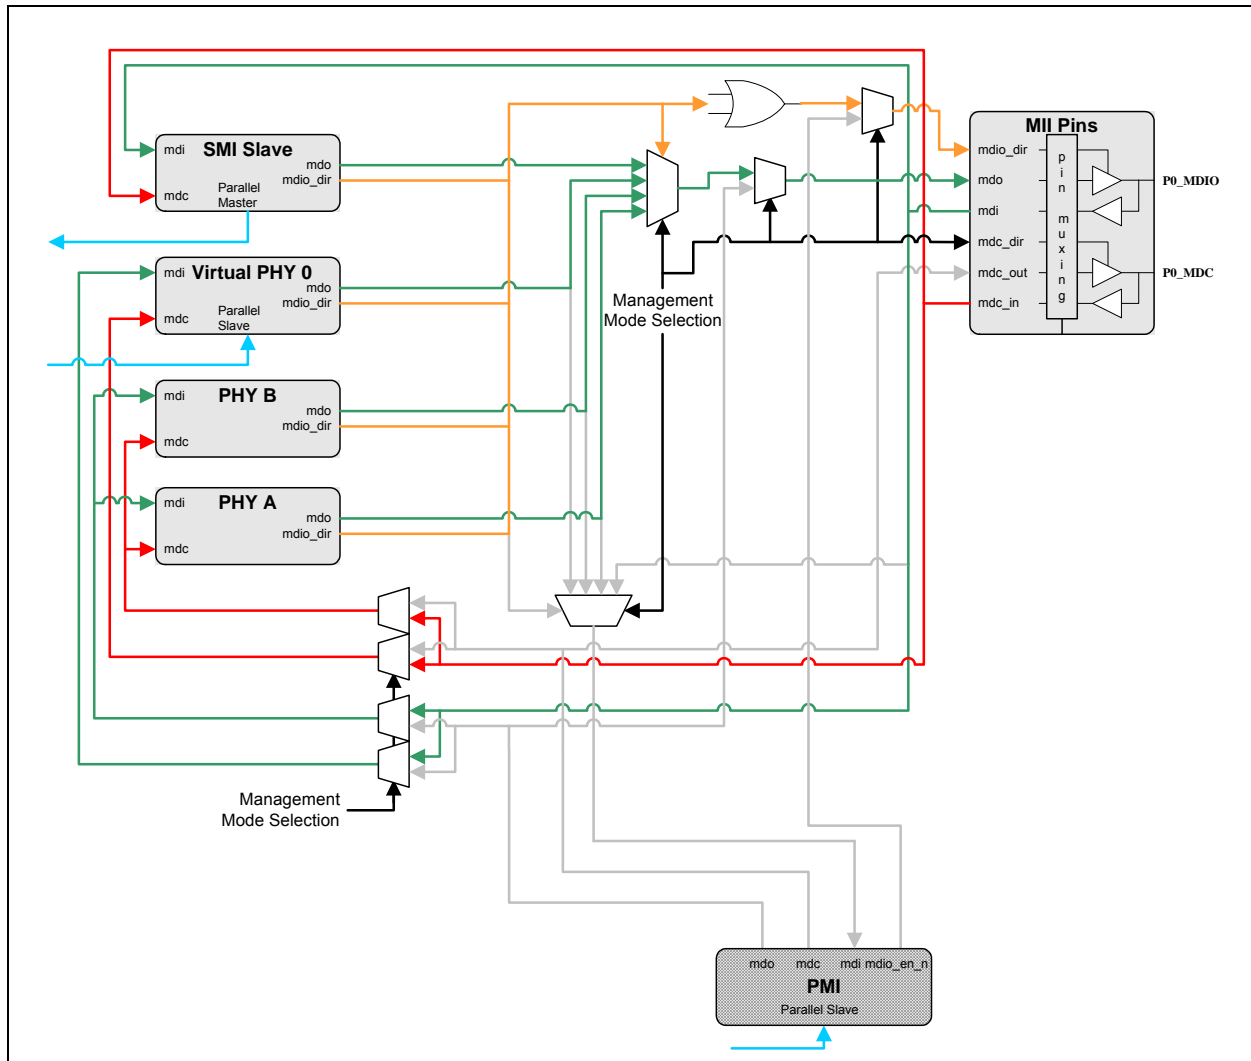 mdi
SMI Slave
mdo
mdio_dir
mdc
Parallel
Master
MII Pins
mdio_dir
mdo
mdi
mdc_dir
mdc_out
mdc_in
pin muxing
P0_MDIO
P0_MDC
mdi
Virtual PHY 0
mdo
mdio_dir
mdc
Parallel
Slave
Management
Mode Selection
mdi
PHY B
mdo
mdio_dir
mdc
mdi
PHY A
mdo
mdio_dir
mdc
Management
Mode Selection
mdo
mdc
mdi
mdio_en_n
PMI
Parallel Slave